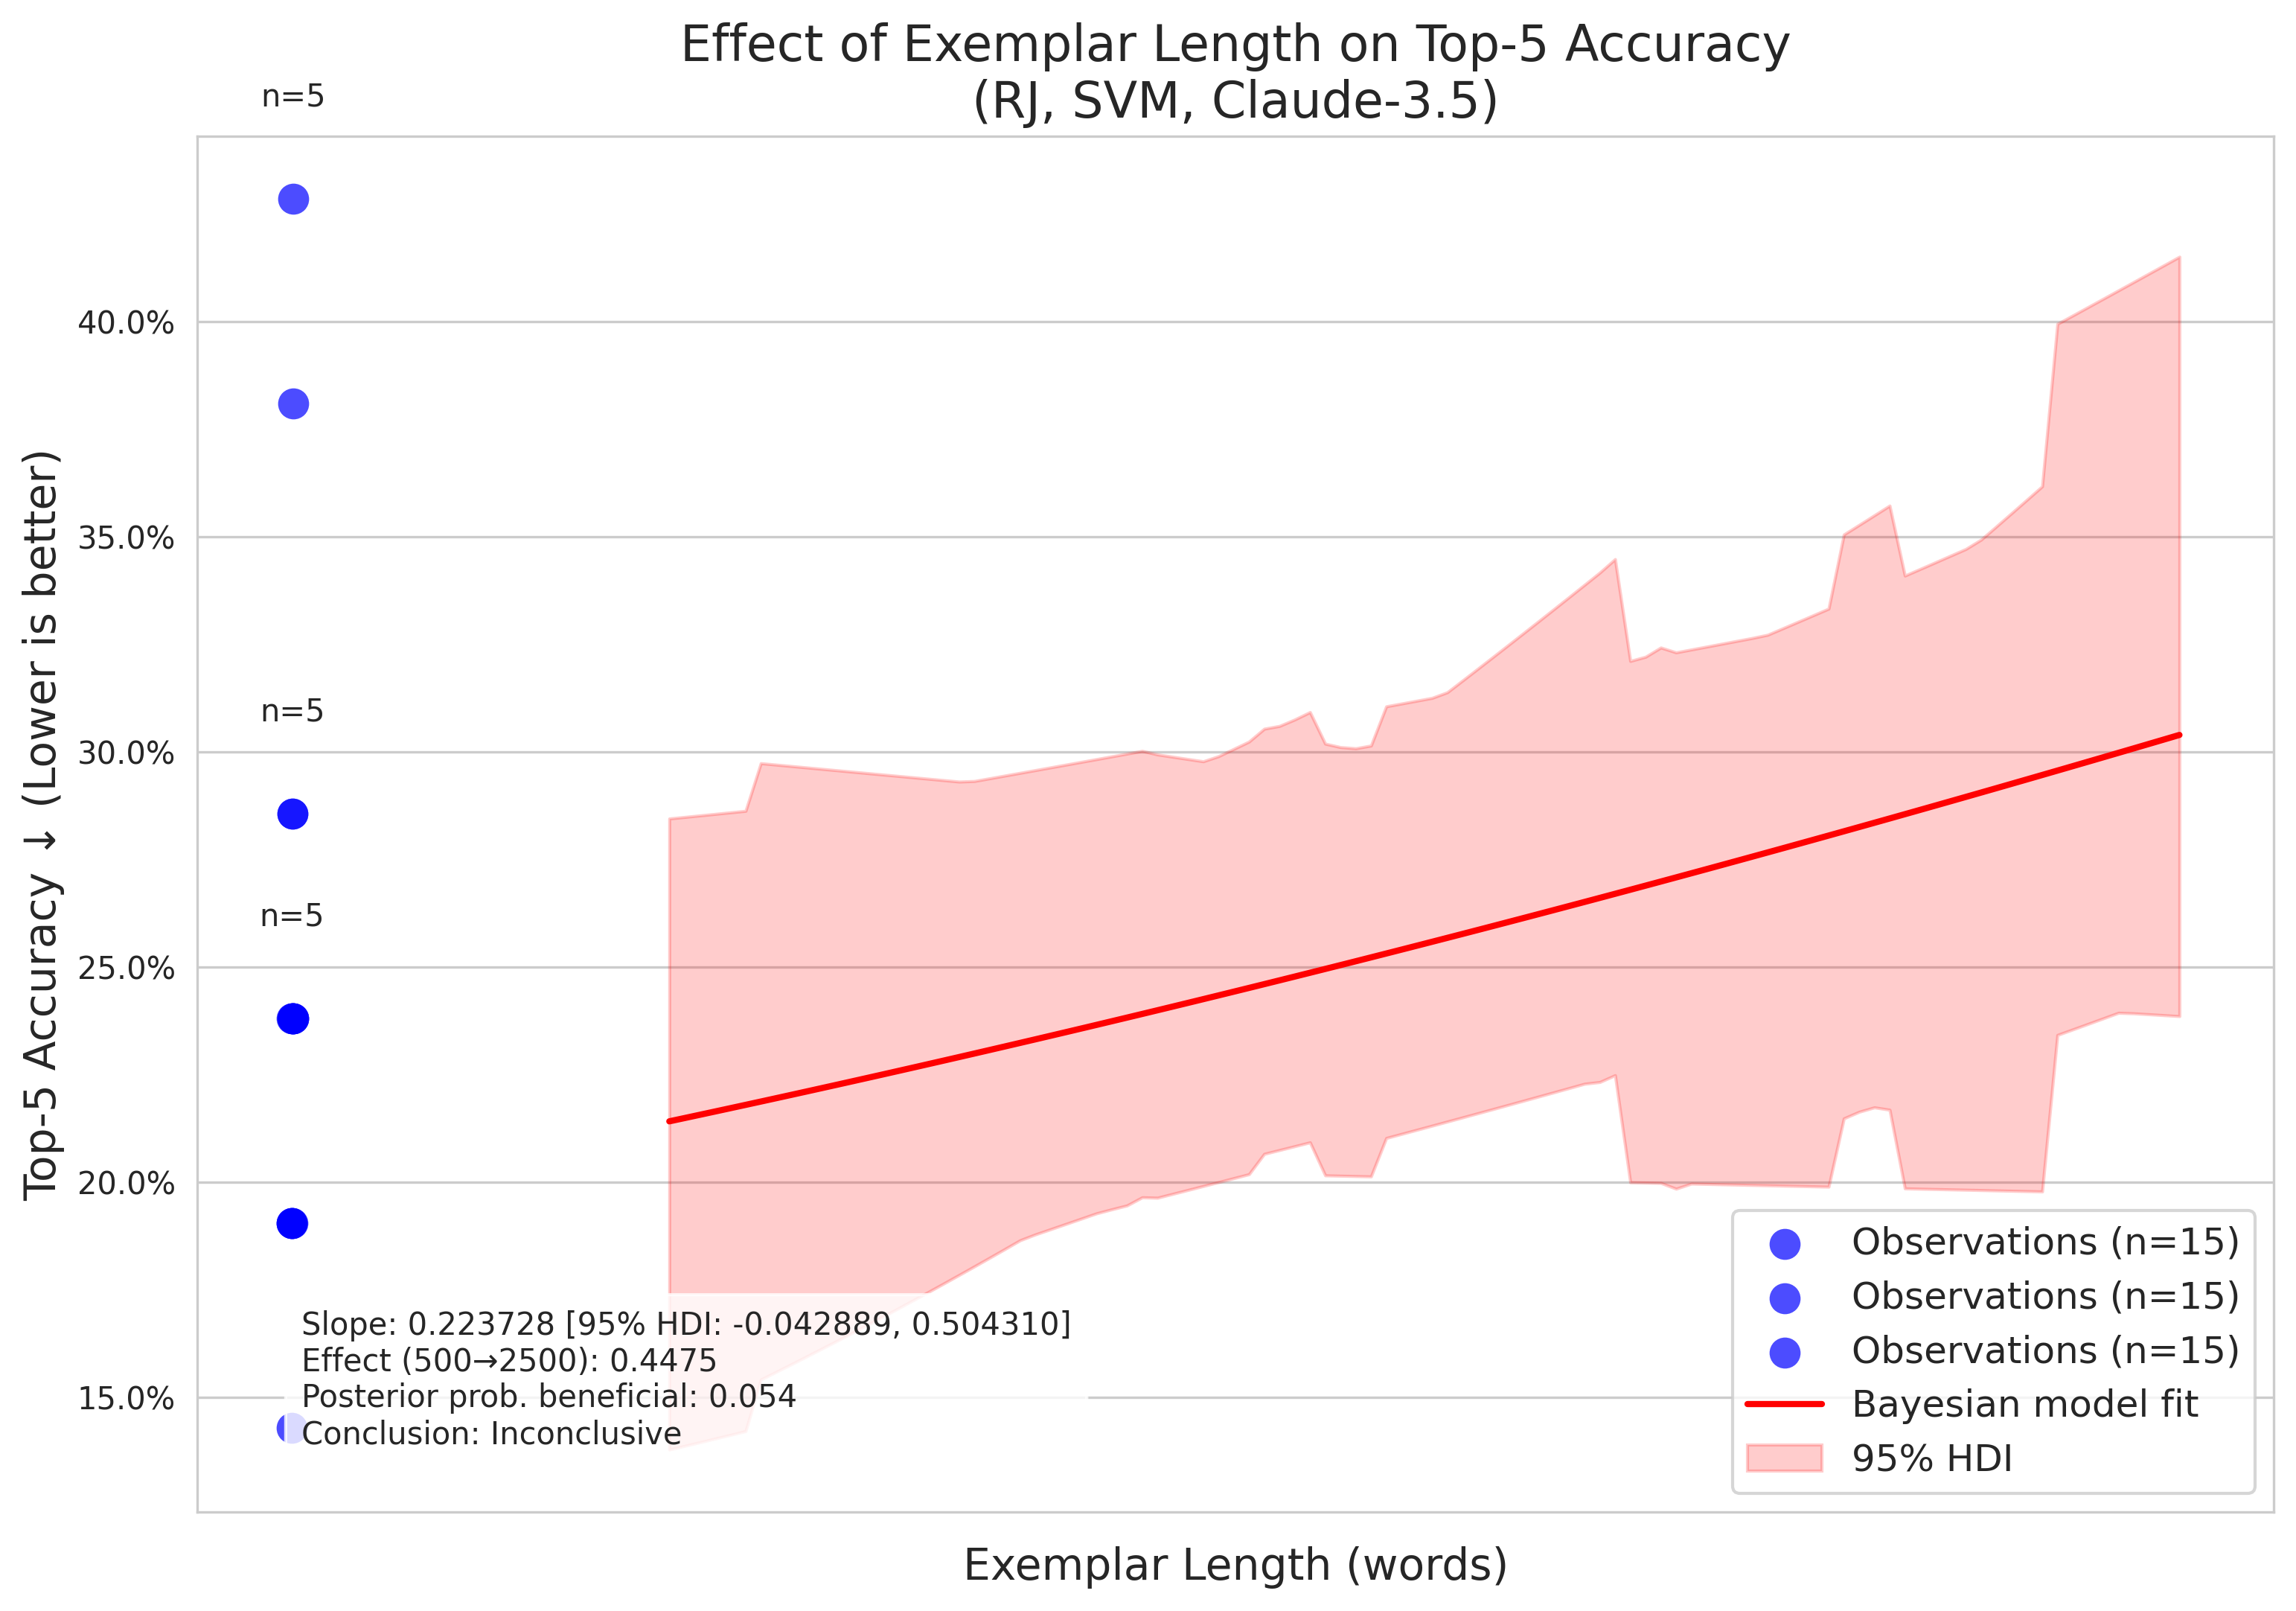 Effect of Exemplar Length on Top-5 Accuracy
(RJ, SVM, Claude-3.5)
n=5
n=5
n=5
40.0%
35.0%
30.0%
25.0%
20.0%
15.0%
Top-5 Accuracy ↓ (Lower is better)
Slope: 0.223728 [95% HDI: -0.042889, 0.504310]
Effect (500→2500): 0.4475
Posterior prob. beneficial: 0.054
Conclusion: Inconclusive
Observations (n=15)
Observations (n=15)
Observations (n=15)
Bayesian model fit
95% HDI
Exemplar Length (words)